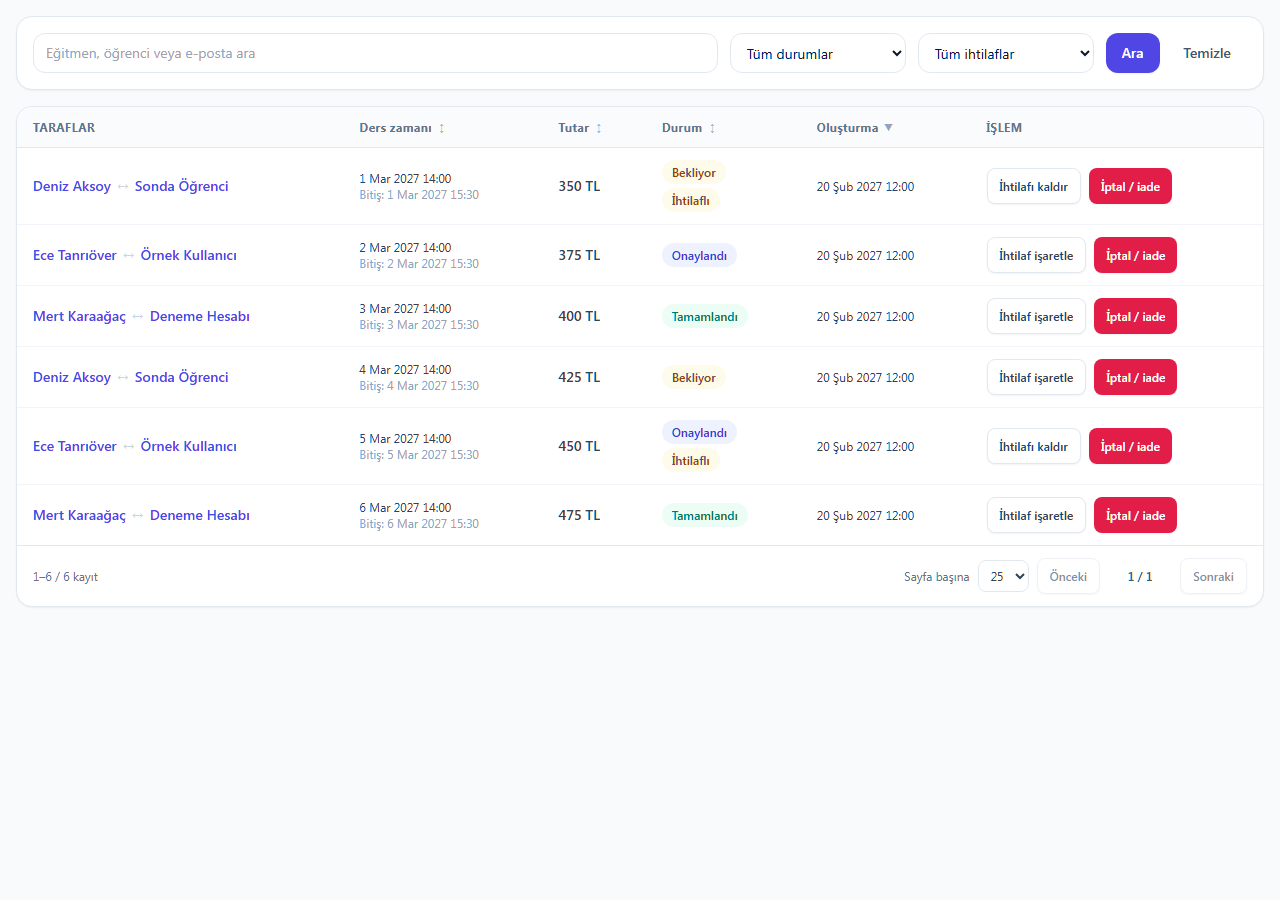 Eğitmen, öğrenci veya e-posta ara Tüm durumlar Tüm ihtilaflar Ara Temizle
TARAFLAR Ders zamanı ↕ Tutar ↕ Durum ↕ Oluşturma ▼ İŞLEM
Deniz Aksoy ↔ Sonda Öğrenci 1 Mar 2027 14:00 350 TL Bekliyor 20 Şub 2027 12:00 İhtilafı kaldır İptal / iade
Bitiş: 1 Mar 2027 15:30 İhtilaflı
Ece Tanrıöver ↔ Örnek Kullanıcı 2 Mar 2027 14:00 375 TL Onaylandı 20 Şub 2027 12:00 İhtilaf işaretle İptal / iade
Bitiş: 2 Mar 2027 15:30
Mert Karaağaç ↔ Deneme Hesabı 3 Mar 2027 14:00 400 TL Tamamlandı 20 Şub 2027 12:00 İhtilaf işaretle İptal / iade
Bitiş: 3 Mar 2027 15:30
Deniz Aksoy ↔ Sonda Öğrenci 4 Mar 2027 14:00 425 TL Bekliyor 20 Şub 2027 12:00 İhtilaf işaretle İptal / iade
Bitiş: 4 Mar 2027 15:30
Ece Tanrıöver ↔ Örnek Kullanıcı 5 Mar 2027 14:00 450 TL Onaylandı 20 Şub 2027 12:00 İhtilafı kaldır İptal / iade
Bitiş: 5 Mar 2027 15:30 İhtilaflı
Mert Karaağaç ↔ Deneme Hesabı 6 Mar 2027 14:00 475 TL Tamamlandı 20 Şub 2027 12:00 İhtilaf işaretle İptal / iade
Bitiş: 6 Mar 2027 15:30
1–6 / 6 kayıt Sayfa başına 25 Önceki 1 / 1 Sonraki